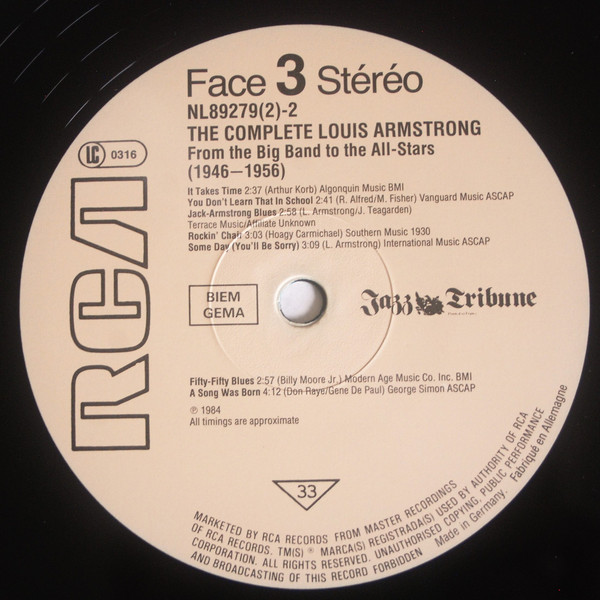 Face 3 Stéréo
NL89279(2)-2
THE COMPLETE LOUIS ARMSTRONG
From the Big Band to the All-Stars
(1946–1956)
LC 0316
It Takes Time 2:37 (Arthur Korb) Algonquin Music BMI
You Don't Learn That In School 2:41 (R. Alfred/M. Fisher) Vanguard Music ASCAP
Jack-Armstrong Blues 2:58 (L. Armstrong/J. Teagarden)
Terrace Music/Affiliate Unknown
Rockin' Chair 3:03 (Hoagy Carmichael) Southern Music 1930
Some Day (You'll Be Sorry) 3:09 (L. Armstrong) International Music ASCAP
RCA
BIEM
GEMA
Jazz Tribune
Fifty-Fifty Blues 2:57 (Billy Moore Jr.) Modern Age Music Co. Inc. BMI
A Song Was Born 4:12 (Don Raye/Gene De Paul) George Simon ASCAP
℗ 1984
All timings are approximate
33
MARKETED BY RCA RECORDS FROM MASTER RECORDINGS
OF RCA RECORDS. TM(S) ® MARCA(S) REGISTRADA(S) USED BY AUTHORITY OF RCA
CORPORATION. ALL RIGHTS RESERVED. UNAUTHORISED COPYING, PUBLIC PERFORMANCE
AND BROADCASTING OF THIS RECORD FORBIDDEN Made in Germany. Fabriqué en Allemagne